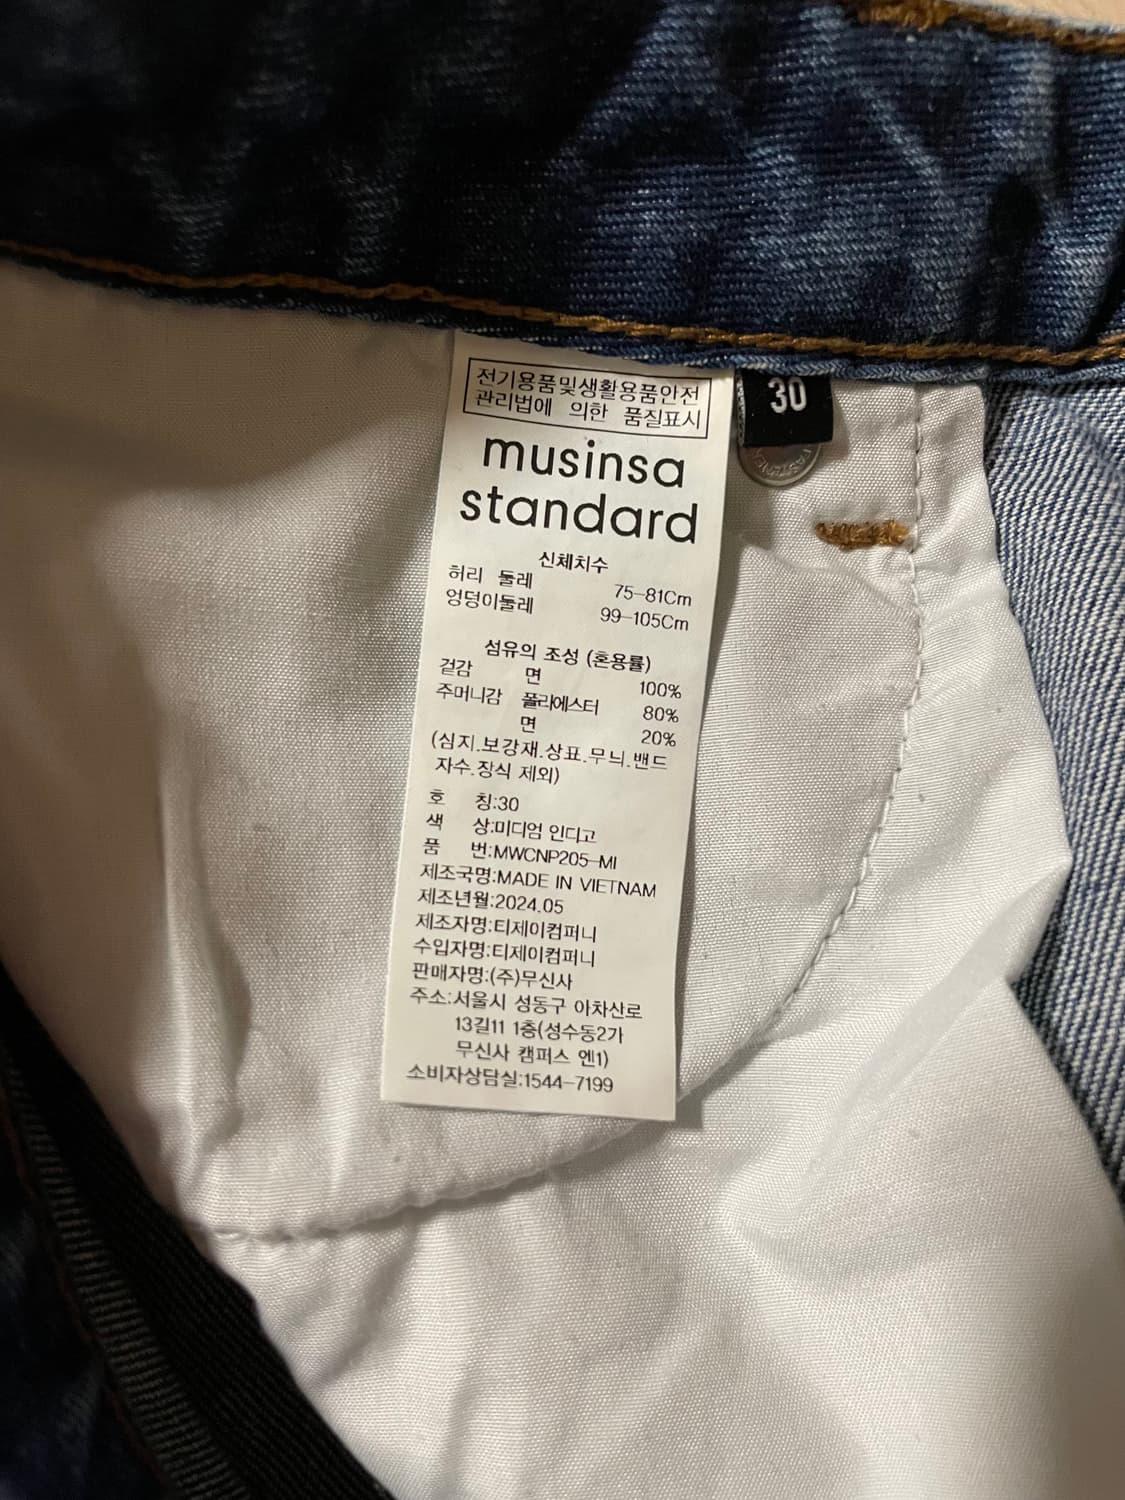 전기용품및생활용품안전
관리법에 의한 품질표시
30
musinsa
standard
신체치수
허리 둘레 75-81Cm
엉덩이둘레 99-105Cm
섬유의 조성 (혼용률)
겉감 면 100%
주머니감 폴리에스터 80%
면 20%
(심지.보강재.상표.무늬.밴드
자수.장식 제외)
호 칭:30
색 상:미디엄 인디고
품 번:MWCNP205-MI
제조국명:MADE IN VIETNAM
제조년월:2024.05
제조자명:티제이컴퍼니
수입자명:티제이컴퍼니
판매자명:(주)무신사
주소:서울시 성동구 아차산로
13길11 1층(성수동2가
무신사 캠퍼스 엔1)
소비자상담실:1544-7199